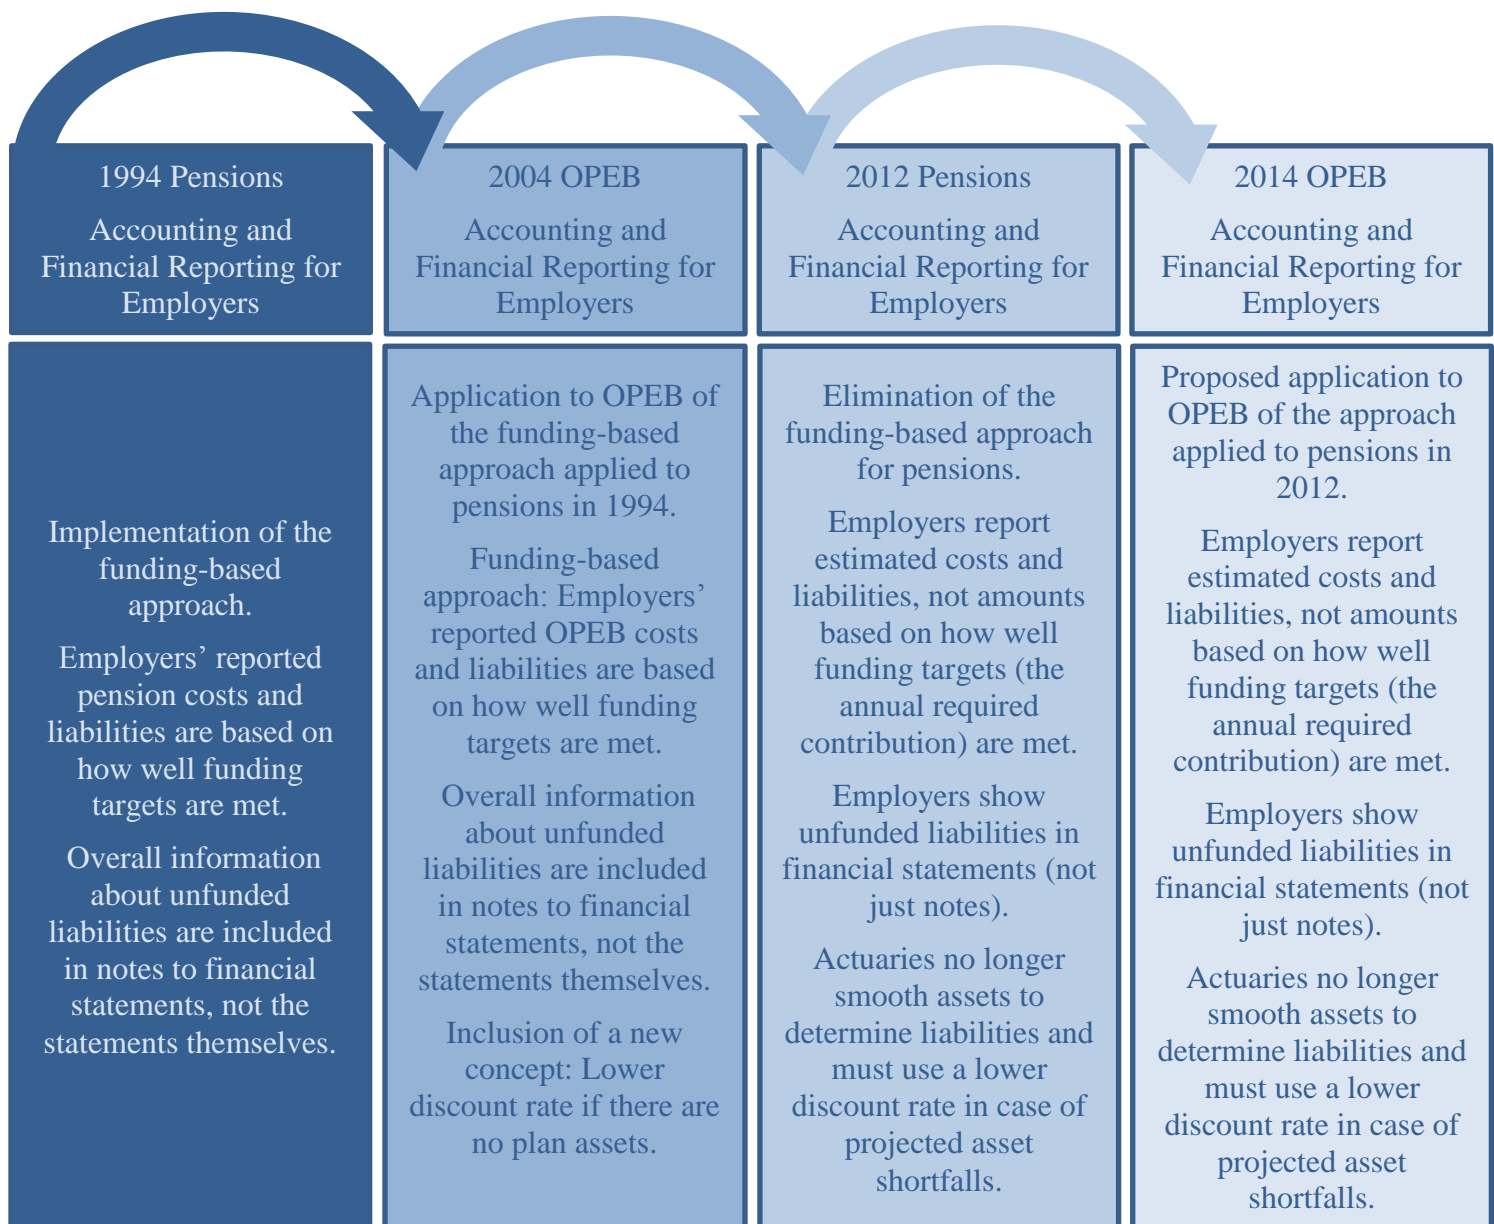 1994 Pensions
Accounting and
Financial Reporting for
Employers
2004 OPEB
Accounting and
Financial Reporting for
Employers
2012 Pensions
Accounting and
Financial Reporting for
Employers
2014 OPEB
Accounting and
Financial Reporting for
Employers
Implementation of the
funding-based
approach.
Employers’ reported
pension costs and
liabilities are based on
how well funding
targets are met.
Overall information
about unfunded
liabilities are included
in notes to financial
statements, not the
statements themselves.
Application to OPEB of
the funding-based
approach applied to
pensions in 1994.
Funding-based
approach: Employers’
reported OPEB costs
and liabilities are based
on how well funding
targets are met.
Overall information
about unfunded
liabilities are included
in notes to financial
statements, not the
statements themselves.
Inclusion of a new
concept: Lower
discount rate if there are
no plan assets.
Elimination of the
funding-based approach
for pensions.
Employers report
estimated costs and
liabilities, not amounts
based on how well
funding targets (the
annual required
contribution) are met.
Employers show
unfunded liabilities in
financial statements (not
just notes).
Actuaries no longer
smooth assets to
determine liabilities and
must use a lower
discount rate in case of
projected asset
shortfalls.
Proposed application to
OPEB of the approach
applied to pensions in
2012.
Employers report
estimated costs and
liabilities, not amounts
based on how well
funding targets (the
annual required
contribution) are met.
Employers show
unfunded liabilities in
financial statements (not
just notes).
Actuaries no longer
smooth assets to
determine liabilities and
must use a lower
discount rate in case of
projected asset
shortfalls.